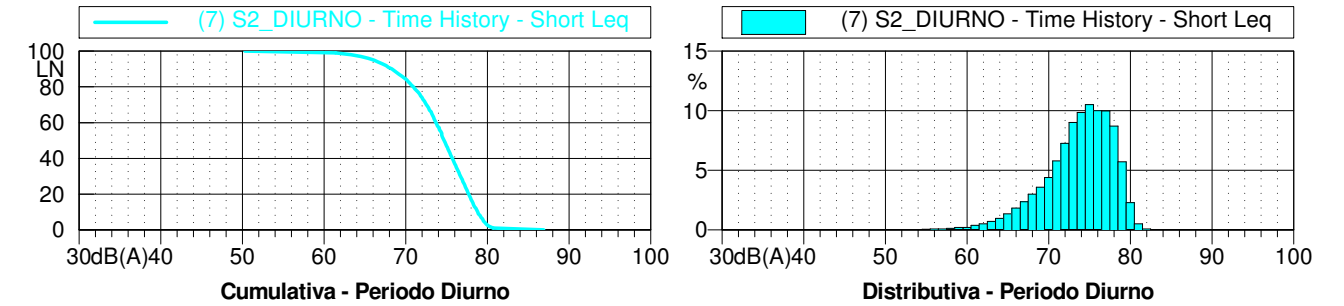 (7) S2_DIURNO - Time History - Short Leq
100
LN
80
60
40
20
0
30dB(A)40 50 60 70 80 90 100
Cumulativa - Periodo Diurno
(7) S2_DIURNO - Time History - Short Leq
15
%
10
5
0
30dB(A)40 50 60 70 80 90 100
Distributiva - Periodo Diurno